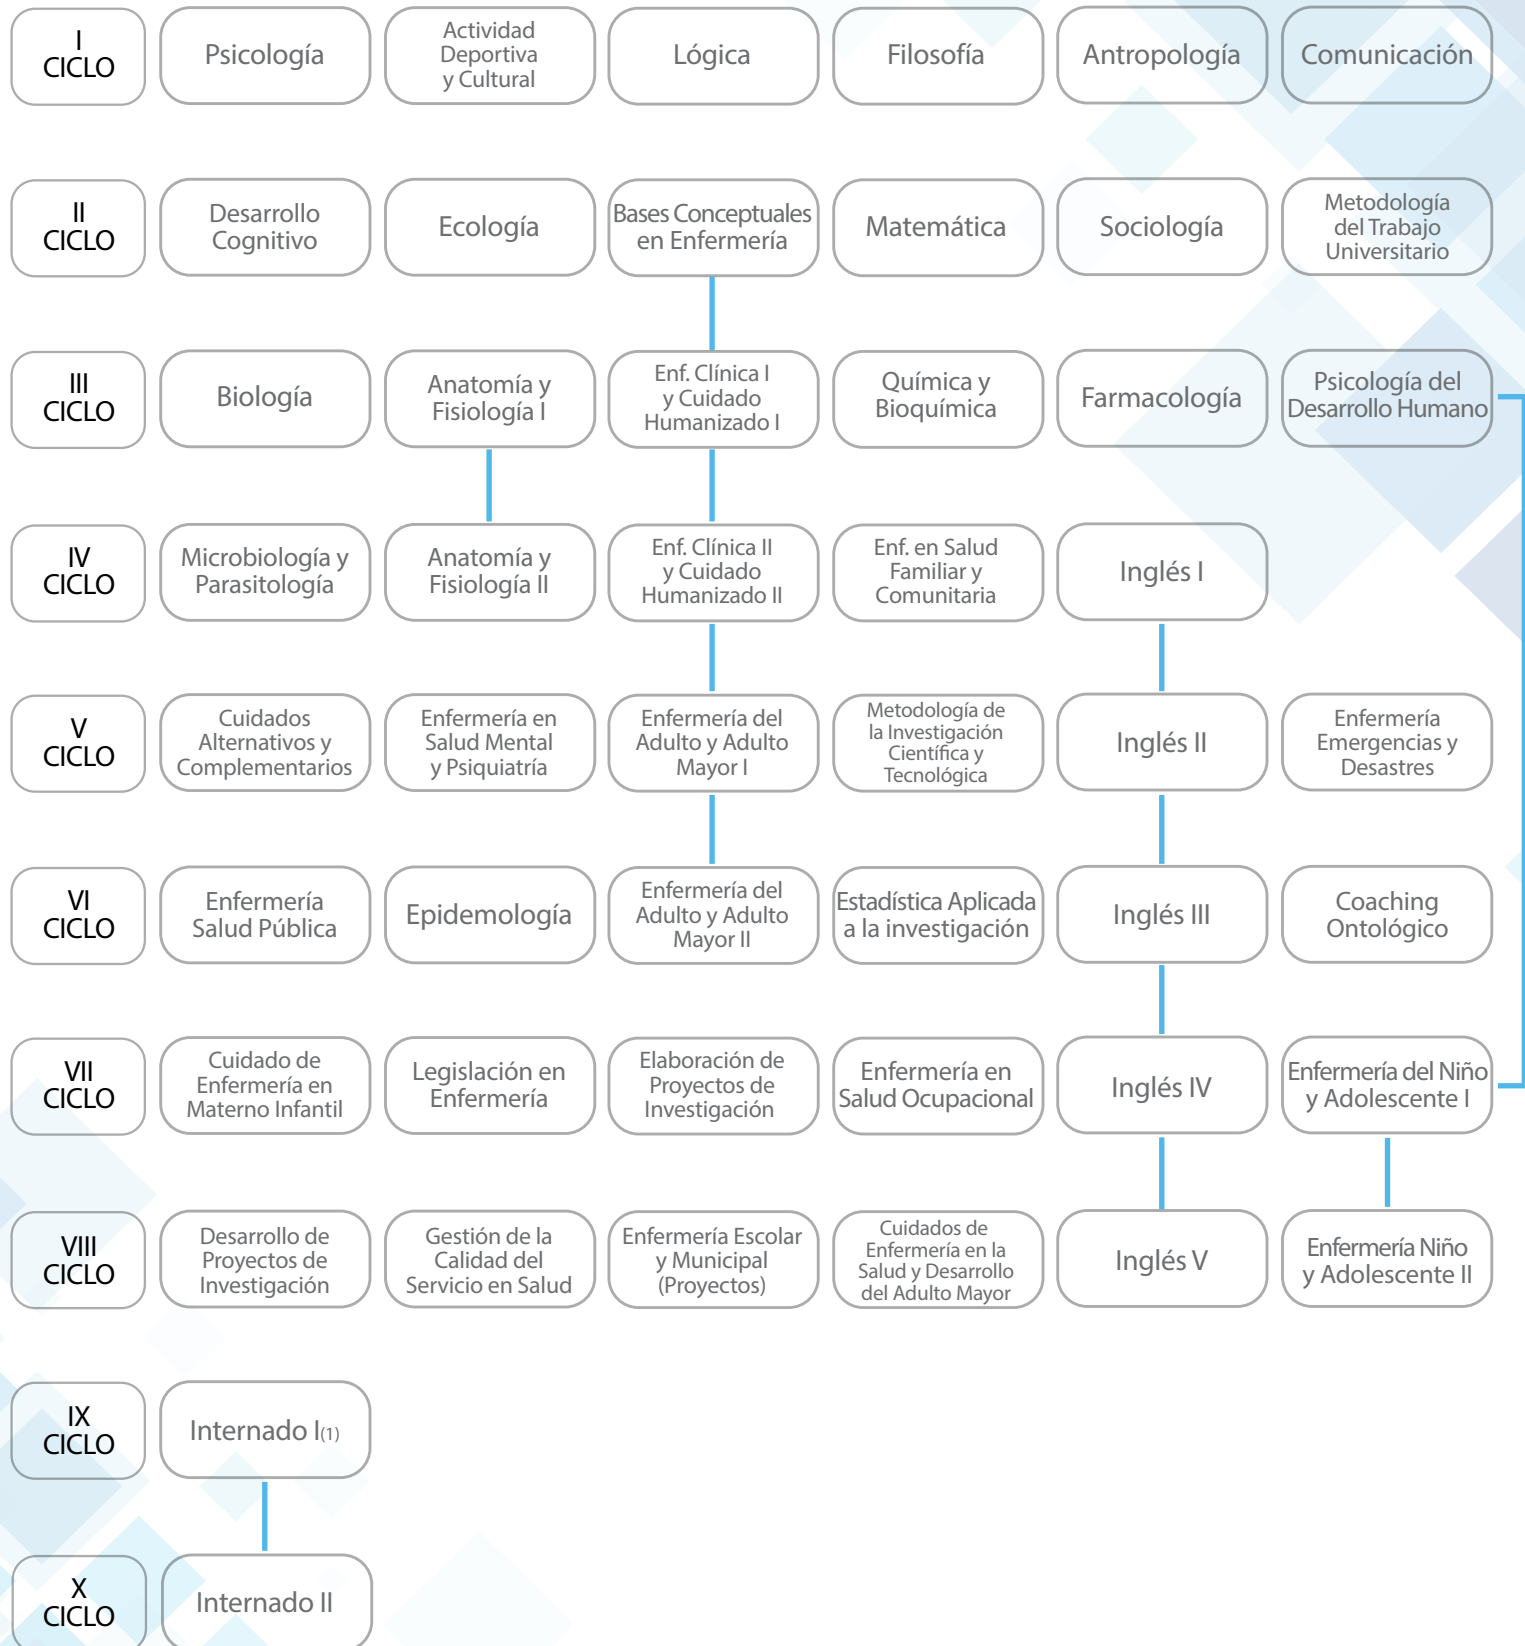 I
CICLO
Psicología
Actividad
Deportiva
y Cultural
Lógica
Filosofía
Antropología
Comunicación
II
CICLO
Desarrollo
Cognitivo
Ecología
Bases Conceptuales
en Enfermería
Matemática
Sociología
Metodología
del Trabajo
Universitario
III
CICLO
Biología
Anatomía y
Fisiología I
Enf. Clínica I
y Cuidado
Humanizado I
Química y
Bioquímica
Farmacología
Psicología del
Desarrollo Humano
IV
CICLO
Microbiología y
Parasitología
Anatomía y
Fisiología II
Enf. Clínica II
y Cuidado
Humanizado II
Enf. en Salud
Familiar y
Comunitaria
Inglés I
V
CICLO
Cuidados
Alternativos y
Complementarios
Enfermería en
Salud Mental
y Psiquiatría
Enfermería del
Adulto y Adulto
Mayor I
Metodología de
la Investigación
Científica y
Tecnológica
Inglés II
Enfermería
Emergencias y
Desastres
VI
CICLO
Enfermería
Salud Pública
Epidemología
Enfermería del
Adulto y Adulto
Mayor II
Estadística Aplicada
a la investigación
Inglés III
Coaching
Ontológico
VII
CICLO
Cuidado de
Enfermería en
Materno Infantil
Legislación en
Enfermería
Elaboración de
Proyectos de
Investigación
Enfermería en
Salud Ocupacional
Inglés IV
Enfermería del Niño
y Adolescente I
VIII
CICLO
Desarrollo de
Proyectos de
Investigación
Gestión de la
Calidad del
Servicio en Salud
Enfermería Escolar
y Municipal
(Proyectos)
Cuidados de
Enfermería en la
Salud y Desarrollo
del Adulto Mayor
Inglés V
Enfermería Niño
y Adolescente II
IX
CICLO
Internado I(1)
X
CICLO
Internado II